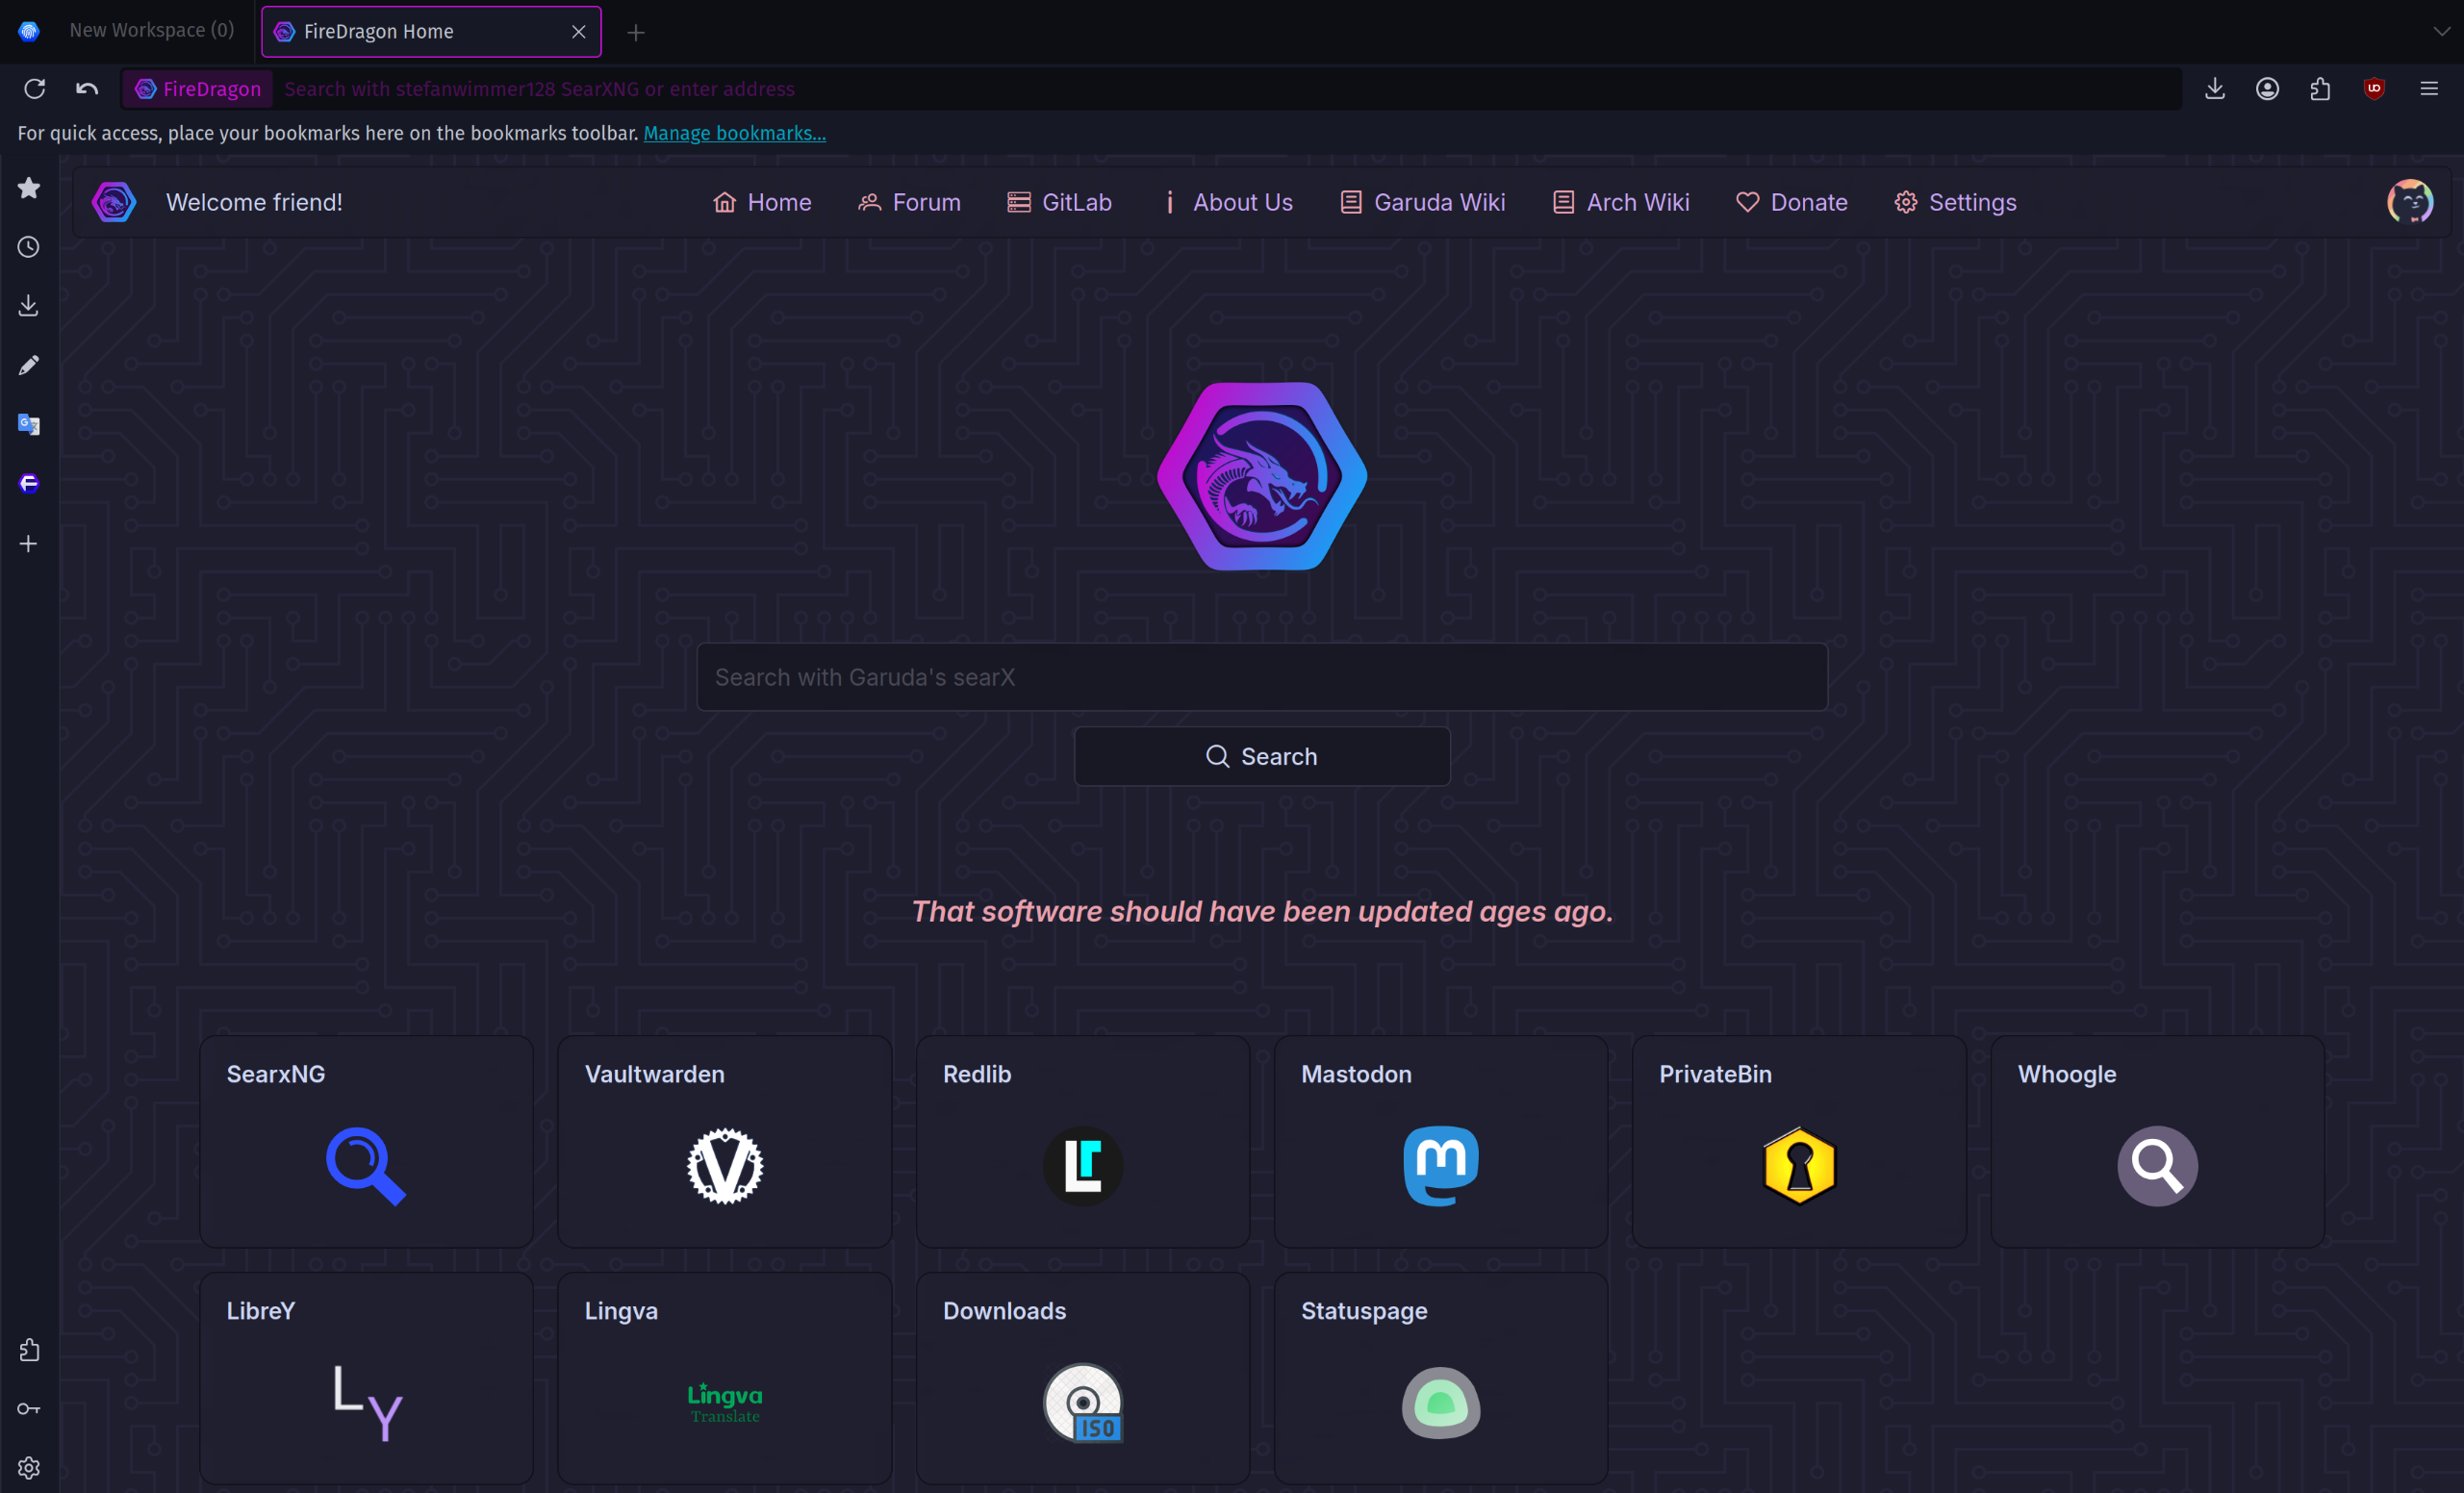 New Workspace (0)
FireDragon Home
FireDragon
Search with stefanwimmer128 SearXNG or enter address
For quick access, place your bookmarks here on the bookmarks toolbar. Manage bookmarks...
Welcome friend!
Home
Forum
GitLab
About Us
Garuda Wiki
Arch Wiki
Donate
Settings
Search with Garuda's searX
Search
That software should have been updated ages ago.
SearxNG
Vaultwarden
Redlib
Mastodon
PrivateBin
Whoogle
LibreY
Lingva
Downloads
Statuspage
LY
Lingva
Translate
ISO